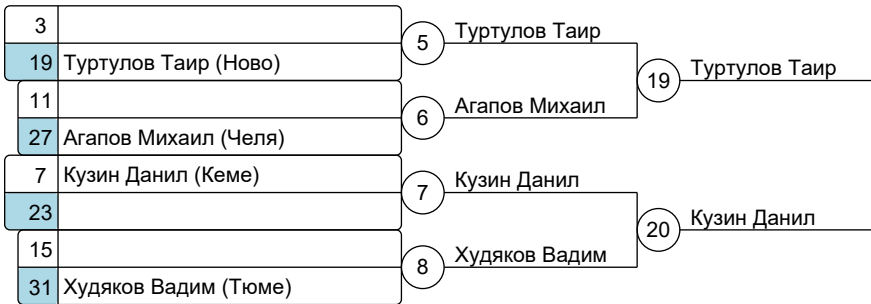 3
5 Туртулов Таир
19 Туртулов Таир (Ново)
19 Туртулов Таир
11
6 Агапов Михаил
27 Агапов Михаил (Челя)
7 Кузин Данил (Кеме)
7 Кузин Данил
23
20 Кузин Данил
15
8 Худяков Вадим
31 Худяков Вадим (Тюме)